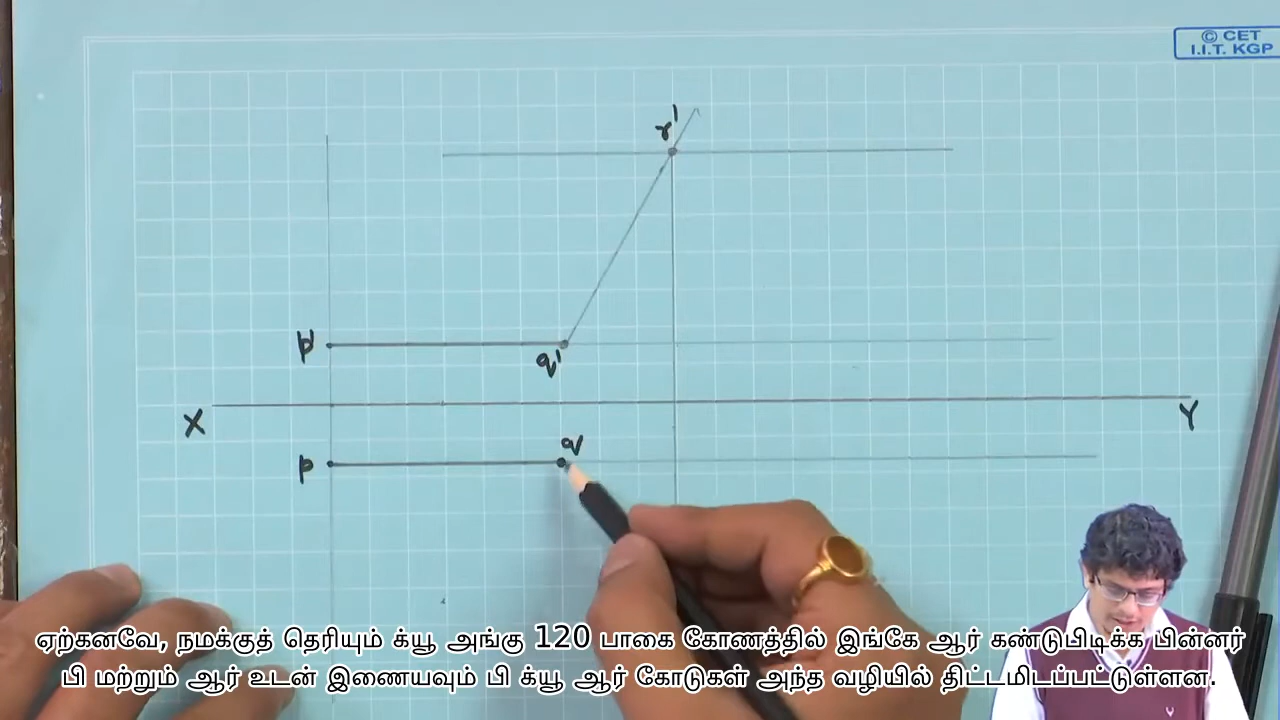 © CET
I.I.T. KGP
r'
p'
q'
X
Y
q
p
ஏற்கனவே, நமக்குத் தெரியும் க்யூ அங்கு 120 பாகை கோணத்தில் இங்கே ஆர் கண்டுபிடிக்க பின்னர்
பி மற்றும் ஆர் உடன் இணையவும் பி க்யூ ஆர் கோடுகள் அந்த வழியில் திட்டமிடப்பட்டுள்ளன.